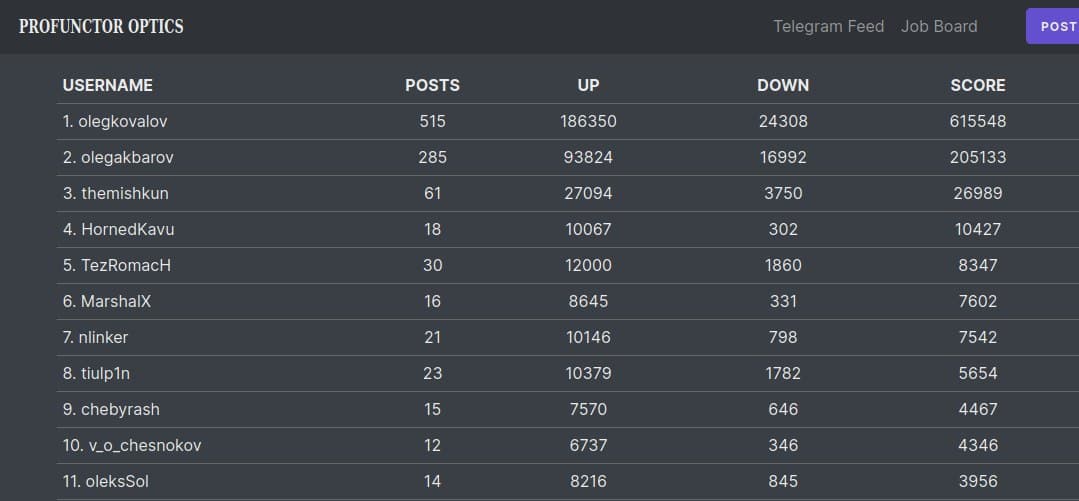 PROFUNCTOR OPTICS Telegram Feed Job Board POST
USERNAME POSTS UP DOWN SCORE
1. olegkovalov 515 186350 24308 615548
2. olegakbarov 285 93824 16992 205133
3. themishkun 61 27094 3750 26989
4. HornedKavu 18 10067 302 10427
5. TezRomacH 30 12000 1860 8347
6. MarshalX 16 8645 331 7602
7. nlinker 21 10146 798 7542
8. tiulp1n 23 10379 1782 5654
9. chebyrash 15 7570 646 4467
10. v_o_chesnokov 12 6737 346 4346
11. oleksSol 14 8216 845 3956